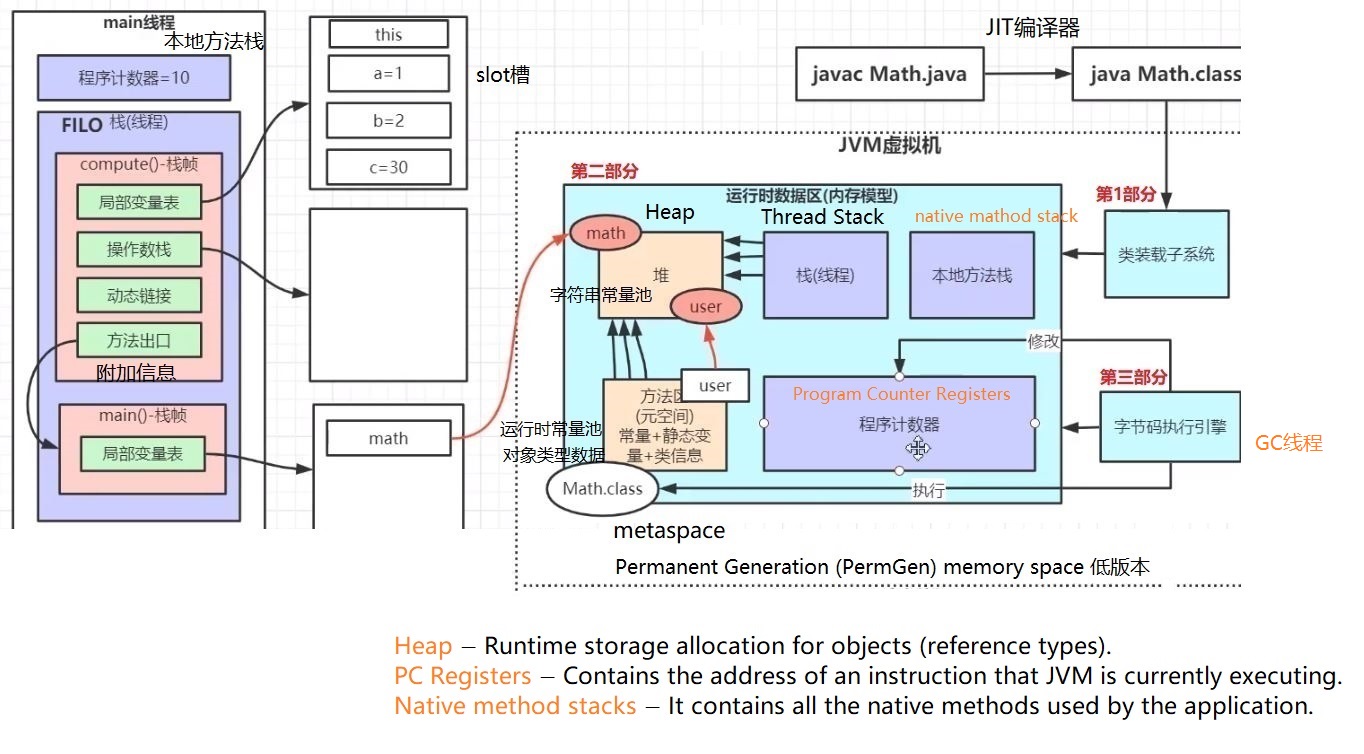 main线程
本地方法栈
程序计数器=10
FILO 栈(线程)
compute()-栈帧
局部变量表
操作数栈
动态链接
方法出口
附加信息
main()-栈帧
局部变量表
this
a=1
b=2
c=30
slot槽
math
JIT编译器
javac Math.java
java Math.class
JVM虚拟机
第二部分
运行时数据区(内存模型)
Heap
math
堆
字符串常量池
user
Thread Stack
栈(线程)
native mathod stack
本地方法栈
第1部分
类装载子系统
user
方法区
(元空间)
常量+静态变
量+类信息
运行时常量池
对象类型数据
Math.class
Program Counter Registers
程序计数器
修改
第三部分
字节码执行引擎
执行
GC线程
metaspace
Permanent Generation (PermGen) memory space 低版本
Heap – Runtime storage allocation for objects (reference types).
PC Registers – Contains the address of an instruction that JVM is currently executing.
Native method stacks – It contains all the native methods used by the application.